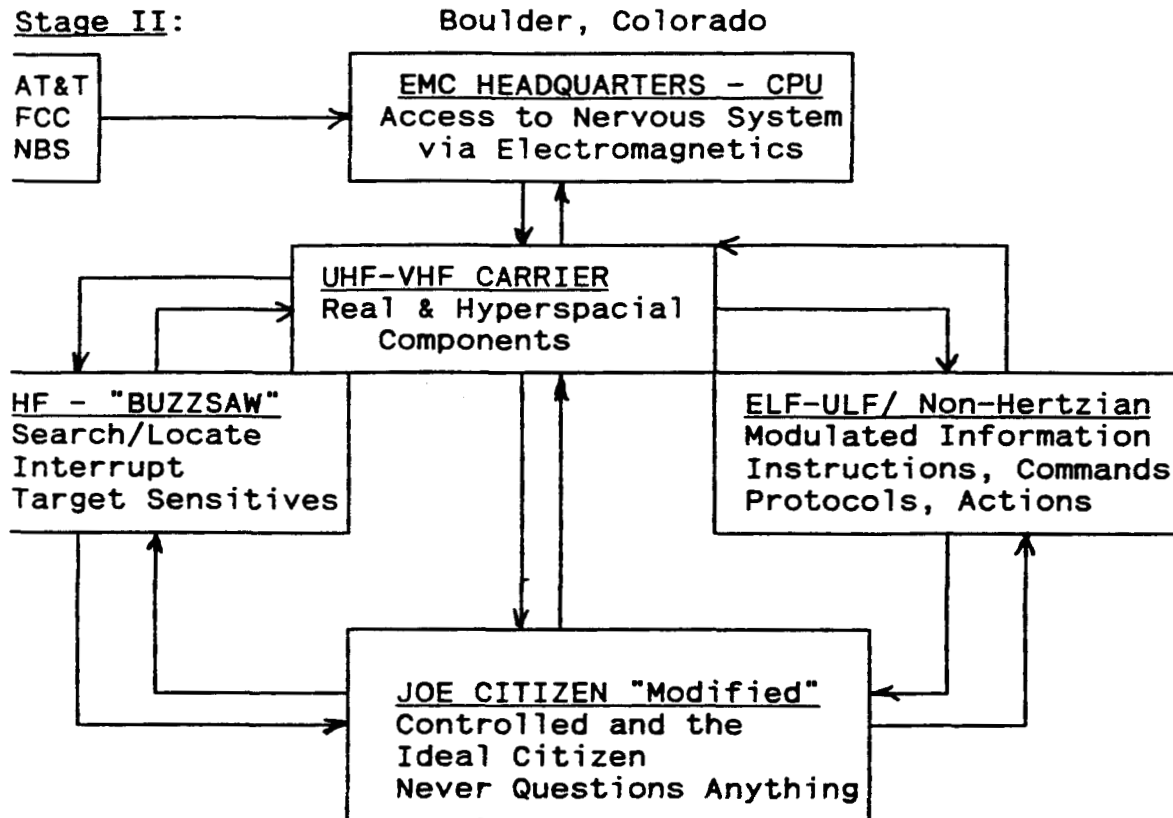 Stage II:
Boulder, Colorado
AT&T
FCC
NBS
EMC HEADQUARTERS - CPU
Access to Nervous System
via Electromagnetics
UHF-VHF CARRIER
Real & Hyperspacial
Components
HF - "BUZZSAW"
Search/Locate
Interrupt
Target Sensitives
ELF-ULF/ Non-Hertzian
Modulated Information
Instructions, Commands
Protocols, Actions
JOE CITIZEN "Modified"
Controlled and the
Ideal Citizen
Never Questions Anything